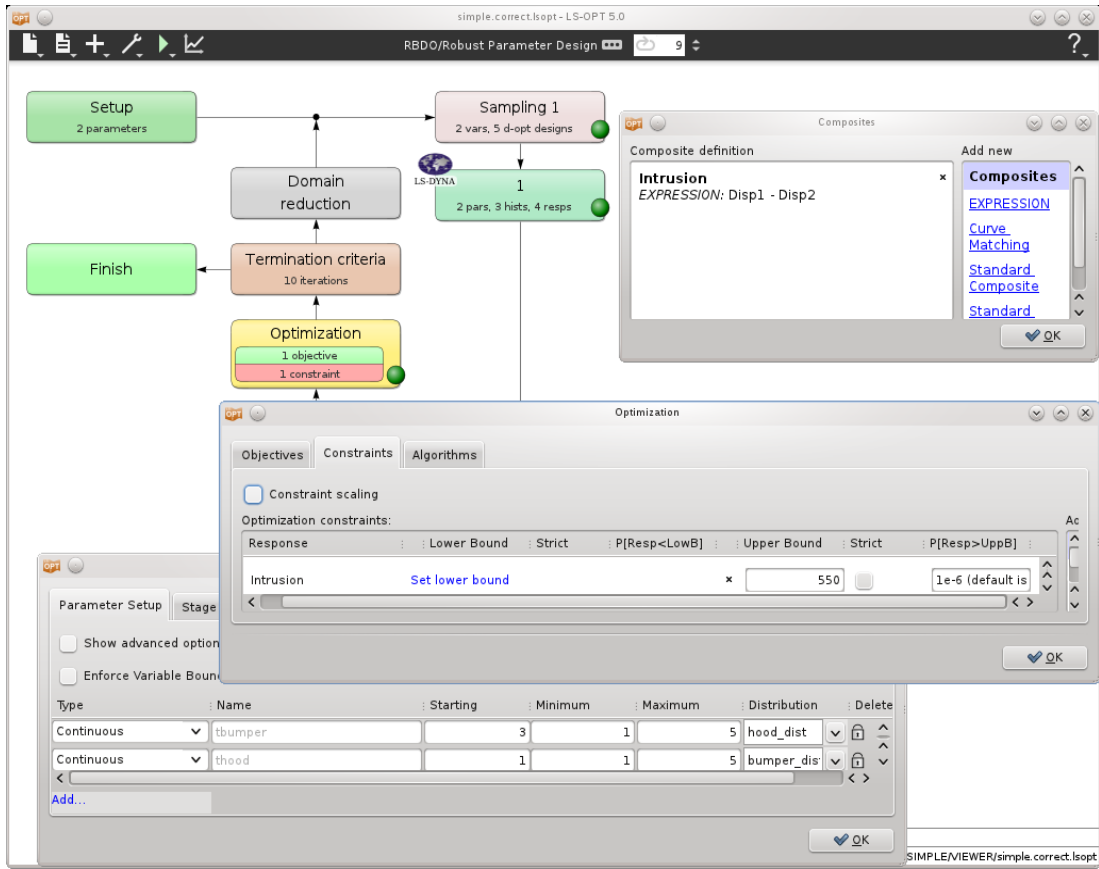 simple.correct.lsopt - LS-OPT 5.0
RBDO/Robust Parameter Design 9
?
Setup
2 parameters
Sampling 1
2 vars, 5 d-opt designs
LS-DYNA
1
2 pars, 3 hists, 4 resps
Domain
reduction
Finish
Termination criteria
10 iterations
Optimization
1 objective
1 constraint
OPT
Composites
Composite definition
Add new
Intrusion
EXPRESSION: Disp1 - Disp2
Composites
EXPRESSION
Curve
Matching
Standard
Composite
Standard
OK
OPT
Optimization
Objectives Constraints Algorithms
Constraint scaling
Optimization constraints:
Ac
Response Lower Bound Strict P[Resp<LowB] Upper Bound Strict P[Resp>UppB]
Intrusion Set lower bound 550 1e-6 (default is
OK
OPT
Parameter Setup Stage
Show advanced option
Enforce Variable Boun
Type Name Starting Minimum Maximum Distribution Delete
Continuous tbumper 3 1 5 hood_dist
Continuous thood 1 1 5 bumper_dis
Add...
OK
SIMPLE/VIEWER/simple.correct.lsopt